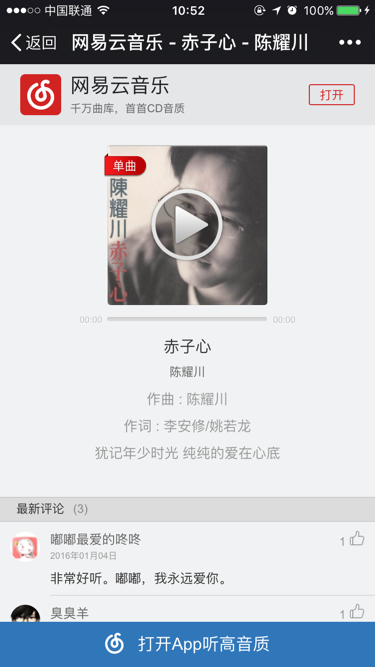 中国联通 10:52 100%
返回 网易云音乐 - 赤子心 - 陈耀川
网易云音乐
千万曲库，首首CD音质
打开
单曲
陳耀川
赤子心
00:00 00:00
赤子心
陈耀川
作曲 : 陈耀川
作词 : 李安修/姚若龙
犹记年少时光 纯纯的爱在心底
最新评论 (3)
嘟嘟最爱的咚咚 1
2016年01月04日
非常好听。嘟嘟，我永远爱你。
臭臭羊 1
打开App听高音质